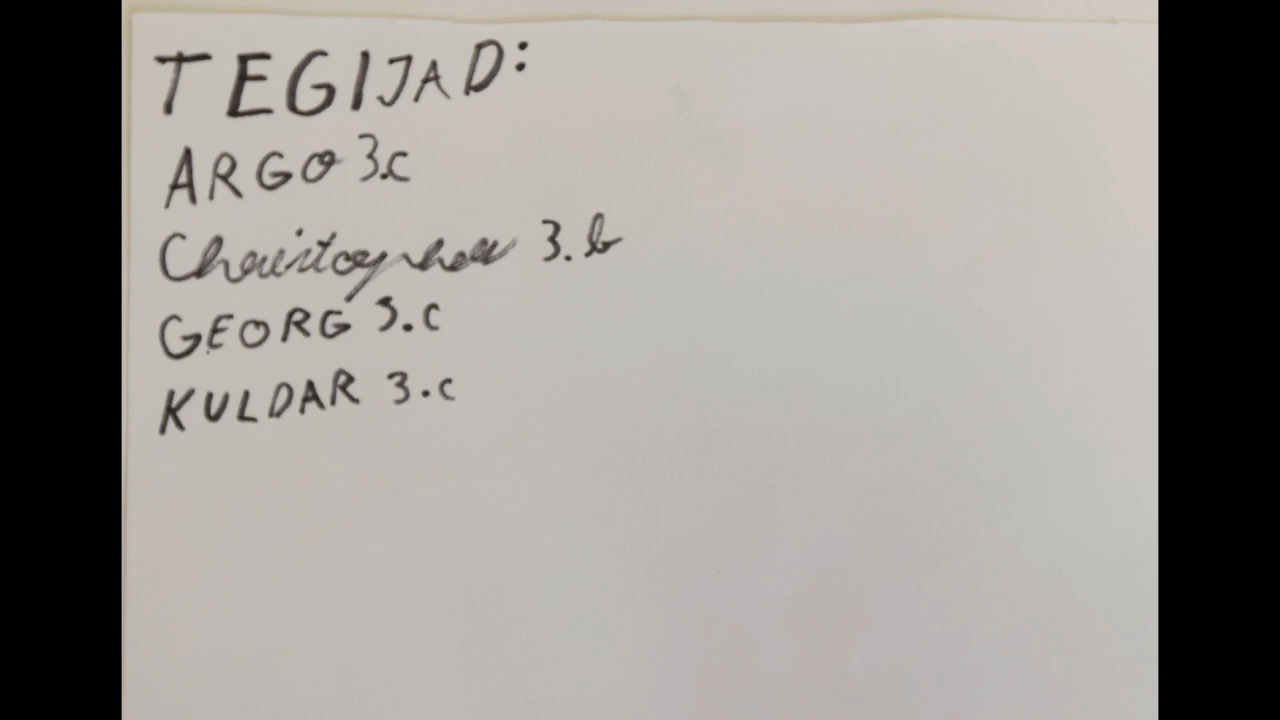 TEGIJAD:
ARGO 3.c
Christopher 3.b
GEORG 3.c
KULDAR 3.c